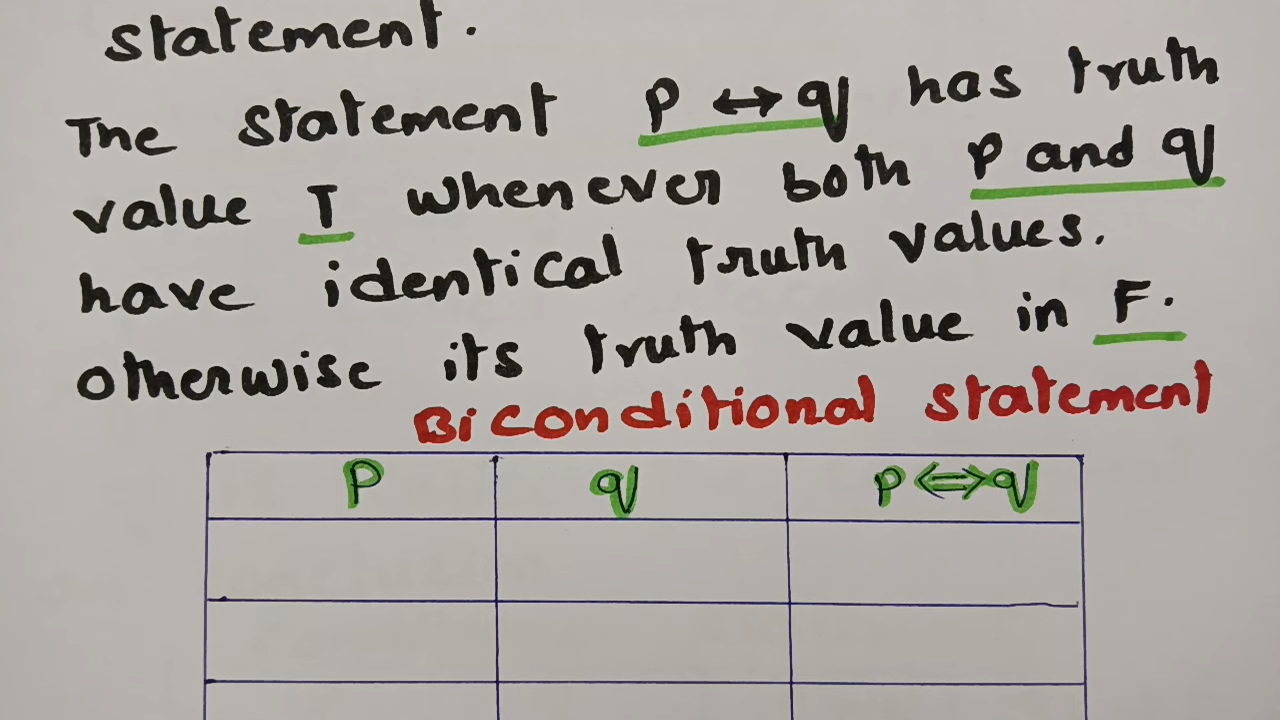 statement.
The statement P ↔ q has truth
value T whenever both P and q
have identical truth values.
otherwise its truth value in F.
Biconditional statement
P q P⇔q